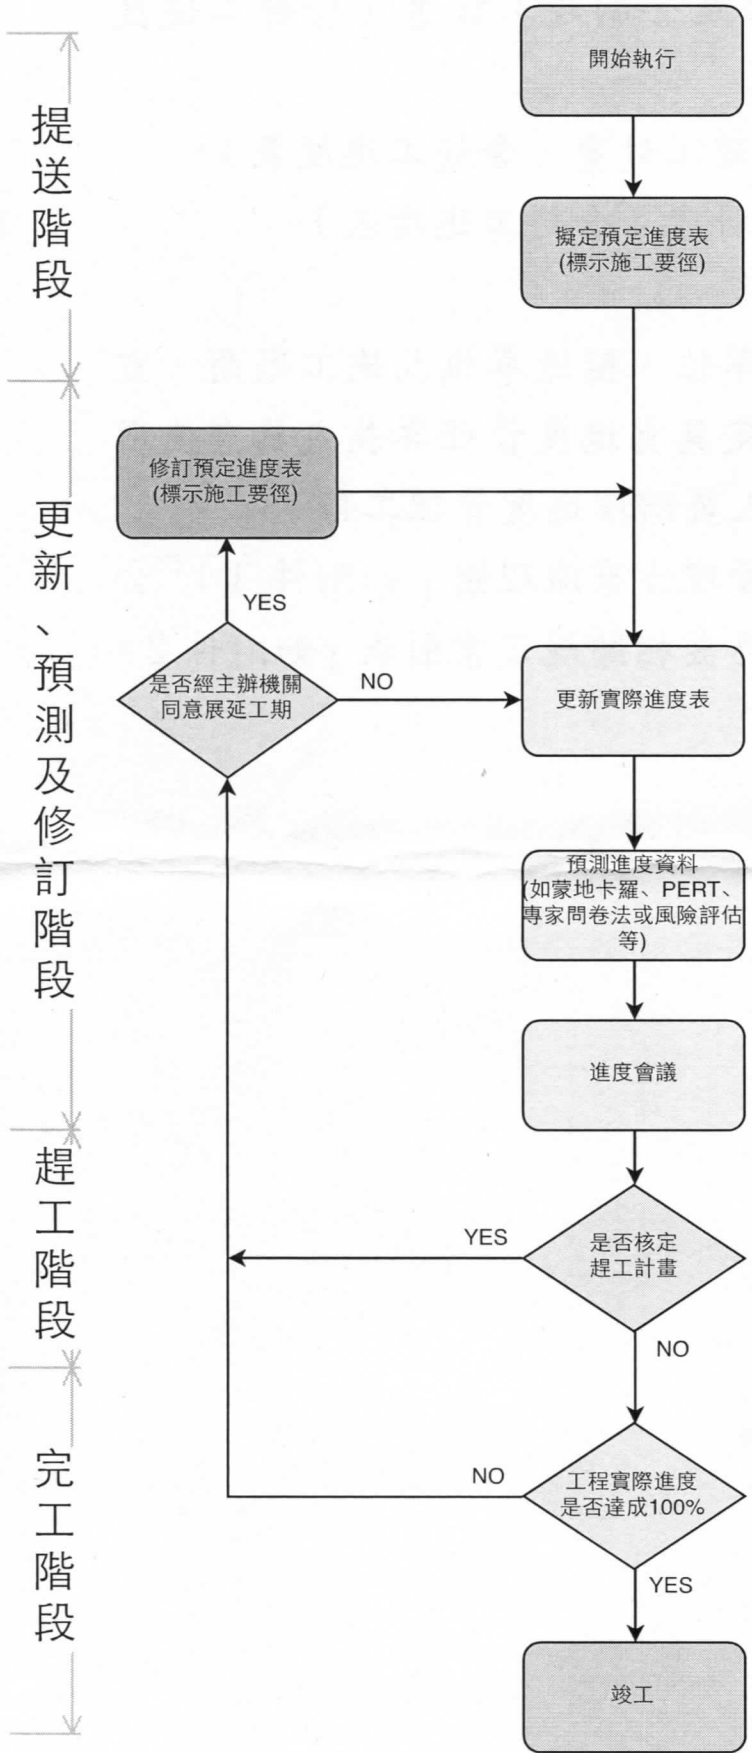 提送階段
開始執行
擬定預定進度表
(標示施工要徑)
更新、預測及修訂階段
修訂預定進度表
(標示施工要徑)
YES
是否經主辦機關
同意展延工期
NO
更新實際進度表
預測進度資料
(如蒙地卡羅、PERT、
專家問卷法或風險評估
等)
進度會議
趕工階段
是否核定
趕工計畫
YES
NO
完工階段
工程實際進度
是否達成100%
NO
YES
竣工